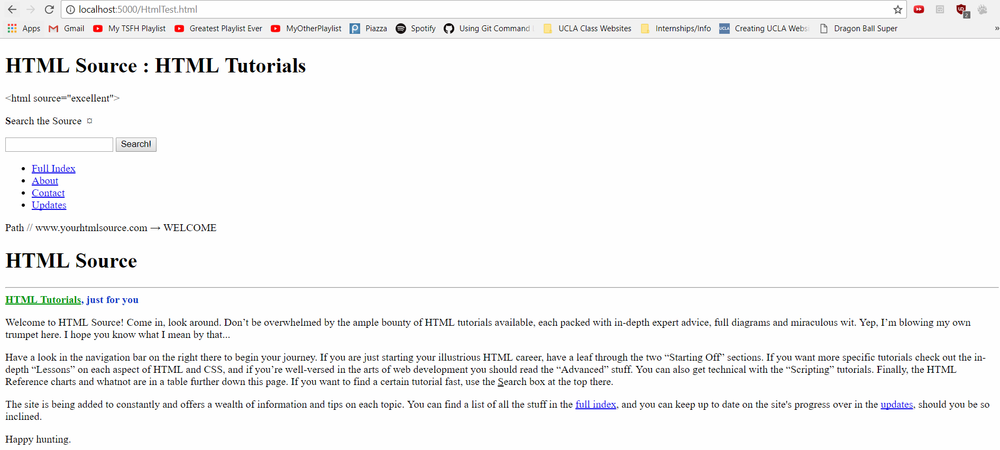 localhost:5000/HtmlTest.html
2
Apps Gmail My TSFH Playlist Greatest Playlist Ever MyOtherPlaylist Piazza Spotify Using Git Command UCLA Class Websites Internships/Info UCLA Creating UCLA Websi Dragon Ball Super »
HTML Source : HTML Tutorials
<html source="excellent">
Search the Source ¤
Search!
• Full Index
• About
• Contact
• Updates
Path // www.yourhtmlsource.com → WELCOME
HTML Source
HTML Tutorials, just for you
Welcome to HTML Source! Come in, look around. Don’t be overwhelmed by the ample bounty of HTML tutorials available, each packed with in-depth expert advice, full diagrams and miraculous wit. Yep, I’m blowing my own
trumpet here. I hope you know what I mean by that...
Have a look in the navigation bar on the right there to begin your journey. If you are just starting your illustrious HTML career, have a leaf through the two “Starting Off” sections. If you want more specific tutorials check out the in-
depth “Lessons” on each aspect of HTML and CSS, and if you’re well-versed in the arts of web development you should read the “Advanced” stuff. You can also get technical with the “Scripting” tutorials. Finally, the HTML
Reference charts and whatnot are in a table further down this page. If you want to find a certain tutorial fast, use the Search box at the top there.
The site is being added to constantly and offers a wealth of information and tips on each topic. You can find a list of all the stuff in the full index, and you can keep up to date on the site's progress over in the updates, should you be so
inclined.
Happy hunting.